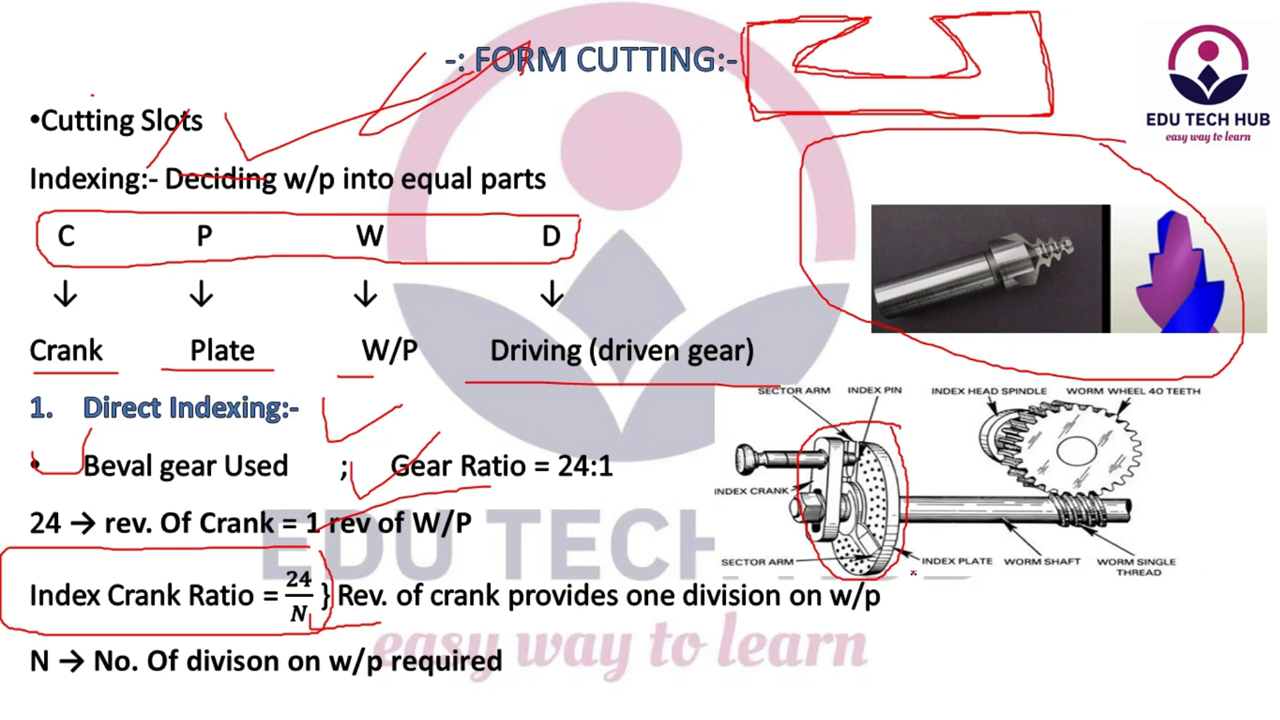 -: FORM CUTTING:-
EDU TECH HUB
easy way to learn
•Cutting Slots
Indexing:- Deciding w/p into equal parts
C P W D
↓ ↓ ↓ ↓
Crank Plate W/P Driving (driven gear)
1. Direct Indexing:-
• Beval gear Used ; Gear Ratio = 24:1
24 → rev. Of Crank = 1 rev of W/P
Index Crank Ratio = 24/N } Rev. of crank provides one division on w/p
N → No. Of divison on w/p required
SECTOR ARM INDEX PIN INDEX HEAD SPINDLE WORM WHEEL 40 TEETH
INDEX CRANK
SECTOR ARM INDEX PLATE WORM SHAFT WORM SINGLE THREAD
EDU TECH
easy way to learn